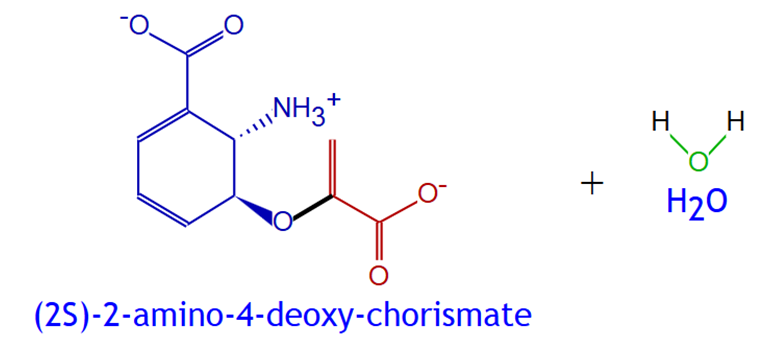 ⁻O O
NH₃⁺
H H
O⁻
O
+
H₂O
O
O
(2S)-2-amino-4-deoxy-chorismate